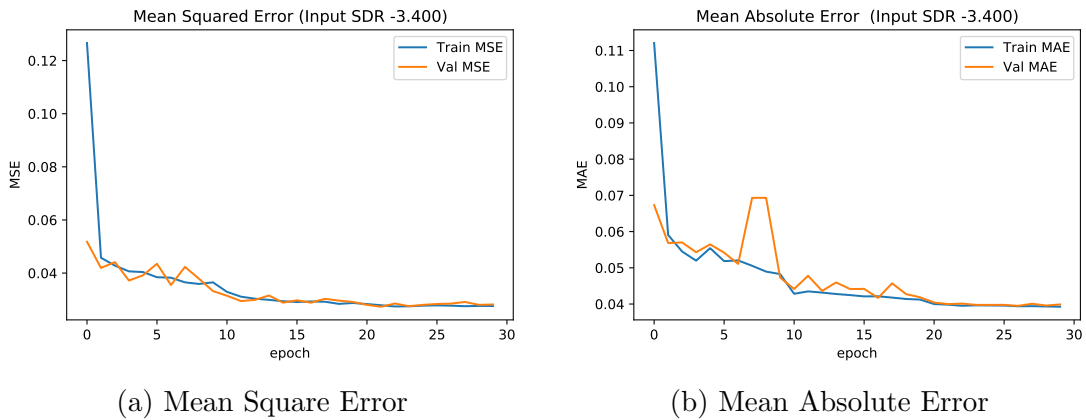 Mean Squared Error (Input SDR -3.400)
Train MSE
Val MSE
0.12
0.10
0.08
0.06
0.04
MSE
0 5 10 15 20 25 30
epoch
(a) Mean Square Error
Mean Absolute Error (Input SDR -3.400)
Train MAE
Val MAE
0.11
0.10
0.09
0.08
0.07
0.06
0.05
0.04
MAE
0 5 10 15 20 25 30
epoch
(b) Mean Absolute Error